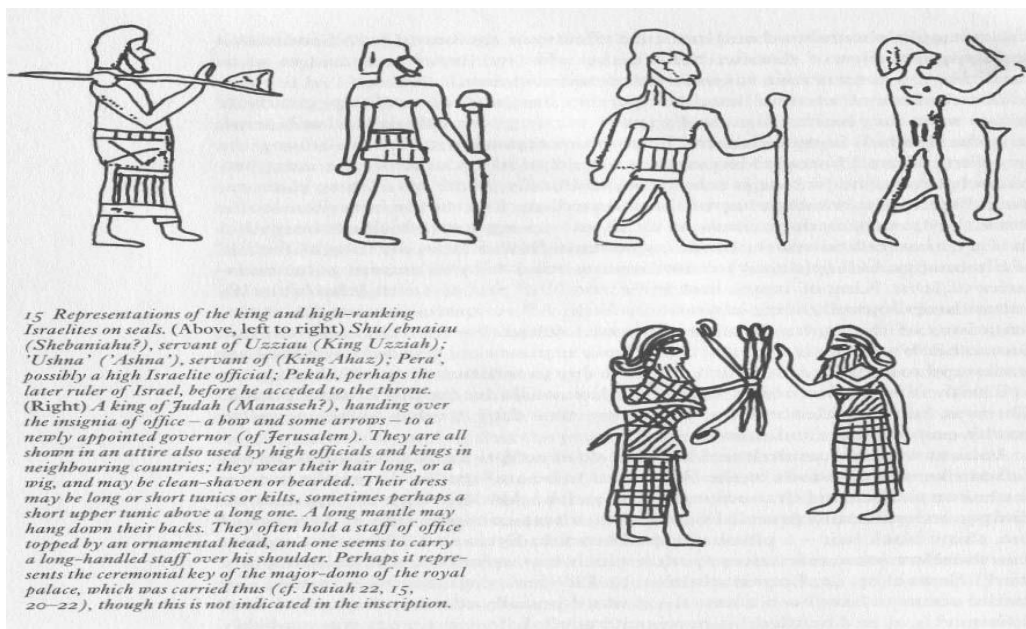 15 Representations of the king and high-ranking
Israelites on seals. (Above, left to right) Shu/ebnaiau
(Shebaniahu?), servant of Uzziau (King Uzziah);
'Ushna' ('Ashna'), servant of (King Ahaz); Pera',
possibly a high Israelite official; Pekah, perhaps the
later ruler of Israel, before he acceded to the throne.
(Right) A king of Judah (Manasseh?), handing over
the insignia of office – a bow and some arrows – to a
newly appointed governor (of Jerusalem). They are all
shown in an attire also used by high officials and kings in
neighbouring countries; they wear their hair long, or a
wig, and may be clean-shaven or bearded. Their dress
may be long or short tunics or kilts, sometimes perhaps a
short upper tunic above a long one. A long mantle may
hang down their backs. They often hold a staff of office
topped by an ornamental head, and one seems to carry
a long-handled staff over his shoulder. Perhaps it repre-
sents the ceremonial key of the major-domo of the royal
palace, which was carried thus (cf. Isaiah 22, 15,
20–22), though this is not indicated in the inscription.